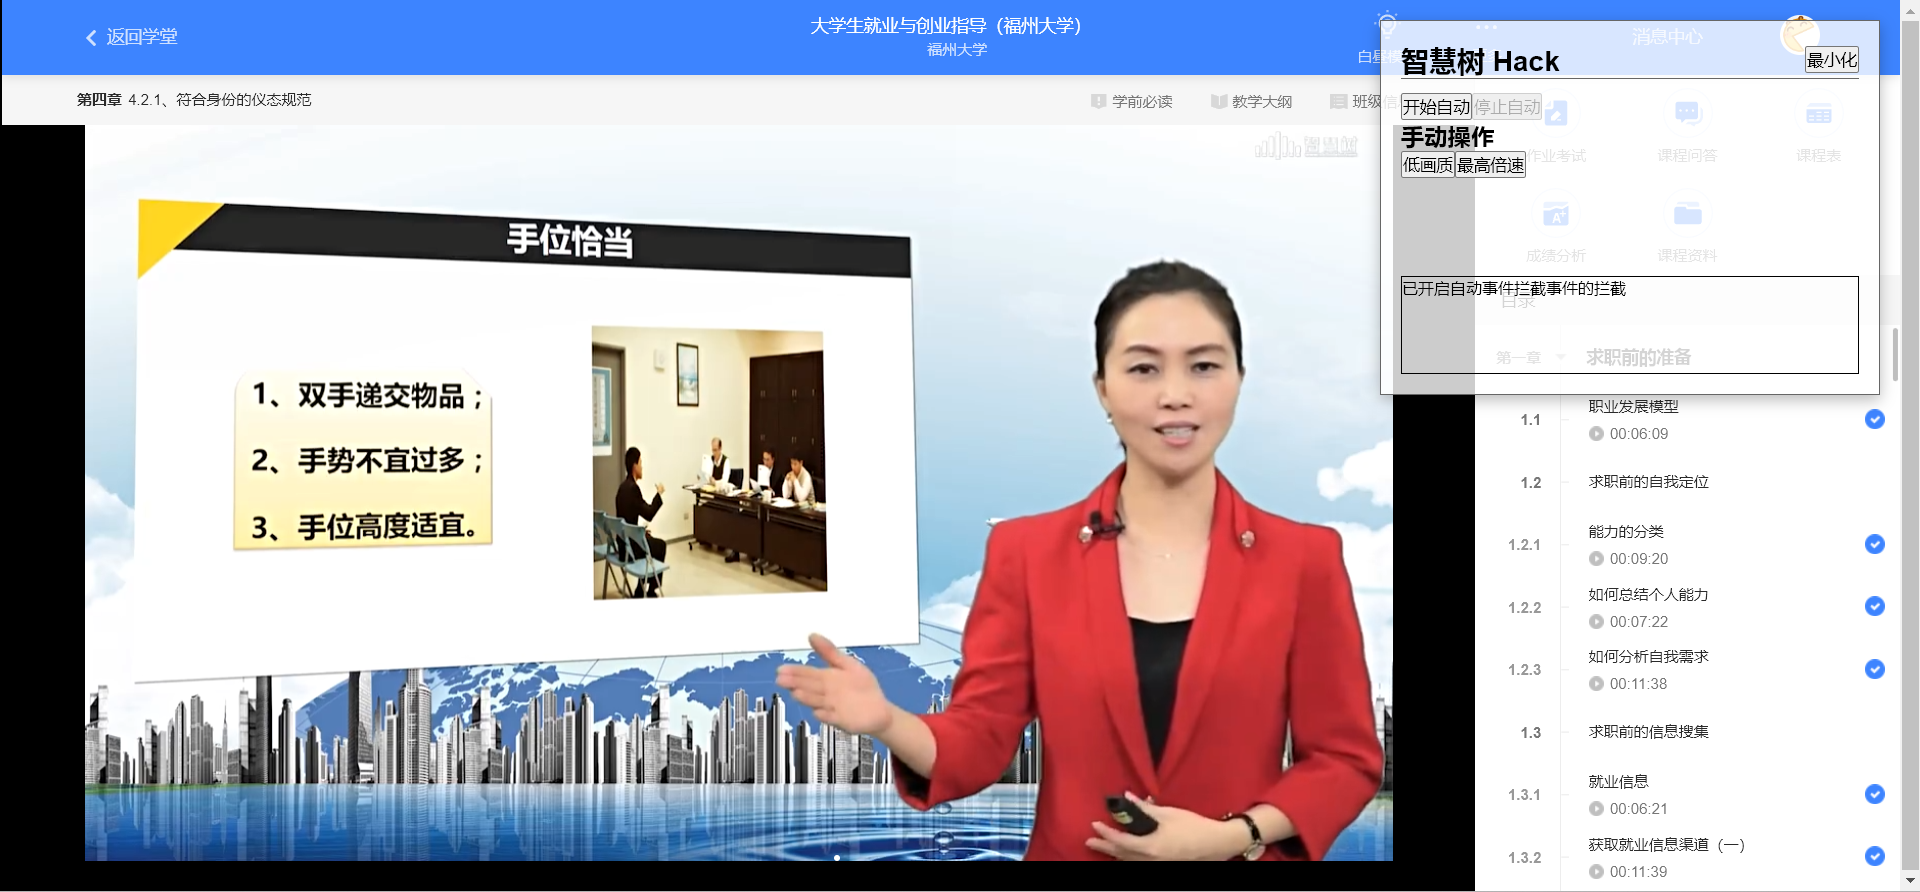 返回学堂
大学生就业与创业指导（福州大学）
福州大学
白昼模
消息中心
第四章 4.2.1、符合身份的仪态规范
学前必读
教学大纲
班级信
智慧树 Hack
最小化
开始自动
停止自动
手动操作
低画质
最高倍速
作业考试
课程问答
课程表
成绩分析
课程资料
已开启自动事件拦截事件的拦截
目录
智慧树
手位恰当
1、双手递交物品；
2、手势不宜过多；
3、手位高度适宜。
第一章 求职前的准备
1.1 职业发展模型
00:06:09
1.2 求职前的自我定位
1.2.1 能力的分类
00:09:20
1.2.2 如何总结个人能力
00:07:22
1.2.3 如何分析自我需求
00:11:38
1.3 求职前的信息搜集
1.3.1 就业信息
00:06:21
1.3.2 获取就业信息渠道（一）
00:11:39